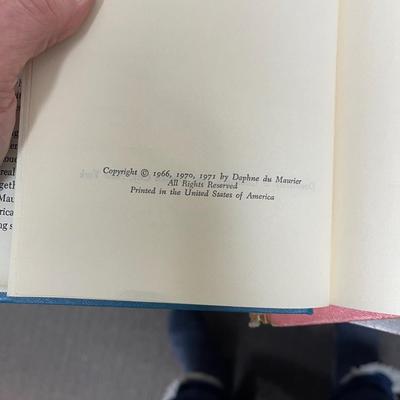 Copyright © 1966, 1970, 1971 by Daphne du Maurier
All Rights Reserved
Printed in the United States of America